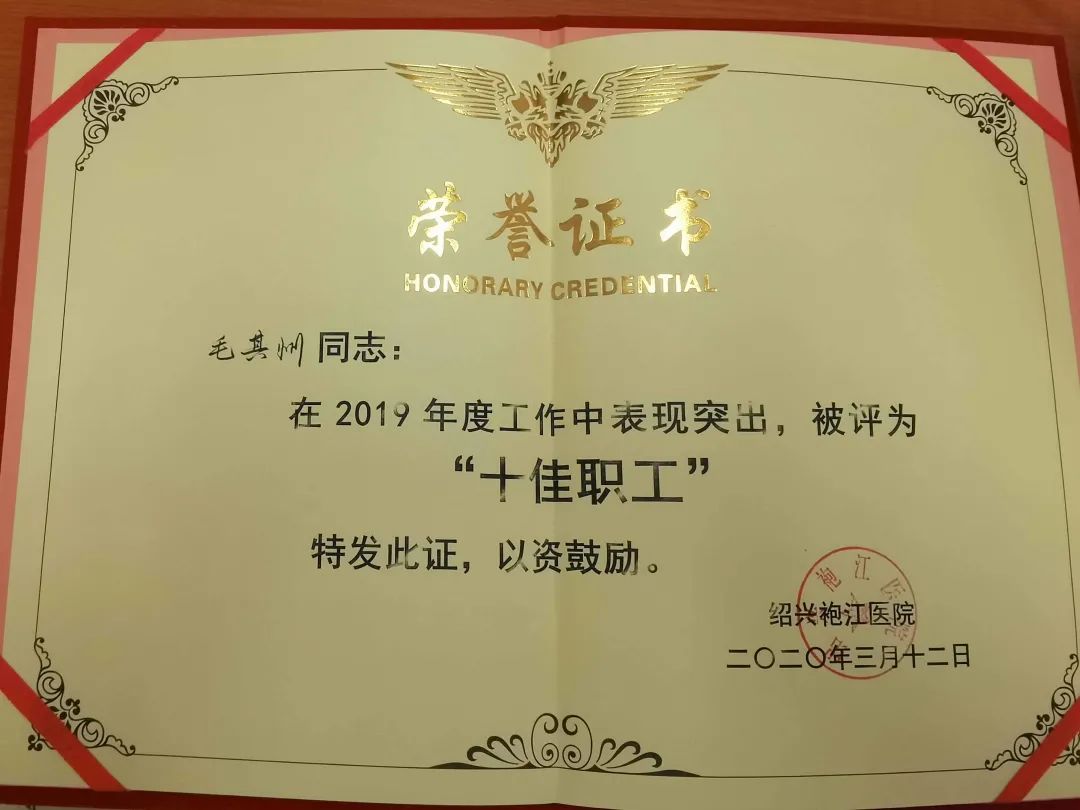 荣誉证书
HONORARY CREDENTIAL
毛其州 同志：
在 2019 年度工作中表现突出，被评为
“十佳职工”
特发此证，以资鼓励。
绍兴袍江医院
二〇二〇年三月十二日